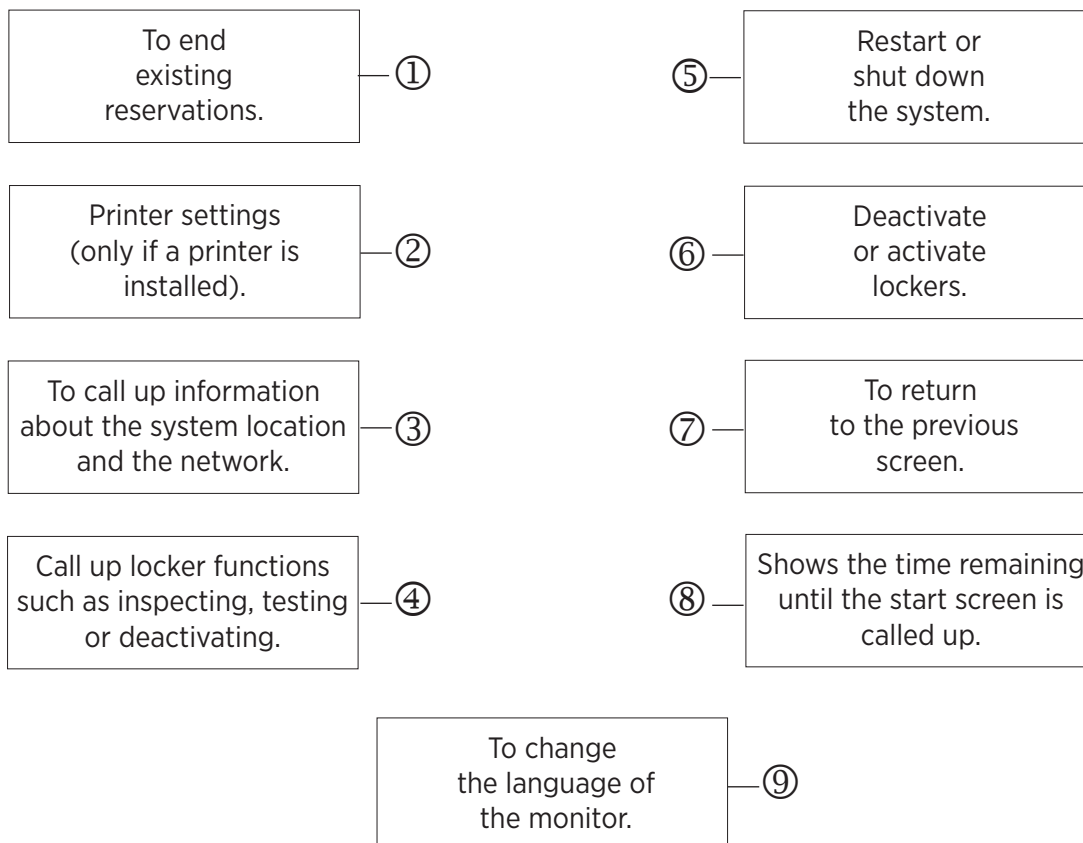 To end
existing
reservations.
①
Printer settings
(only if a printer is
installed).
②
To call up information
about the system location
and the network.
③
Call up locker functions
such as inspecting, testing
or deactivating.
④
⑤
Restart or
shut down
the system.
⑥
Deactivate
or activate
lockers.
⑦
To return
to the previous
screen.
⑧
Shows the time remaining
until the start screen is
called up.
To change
the language of
the monitor.
⑨